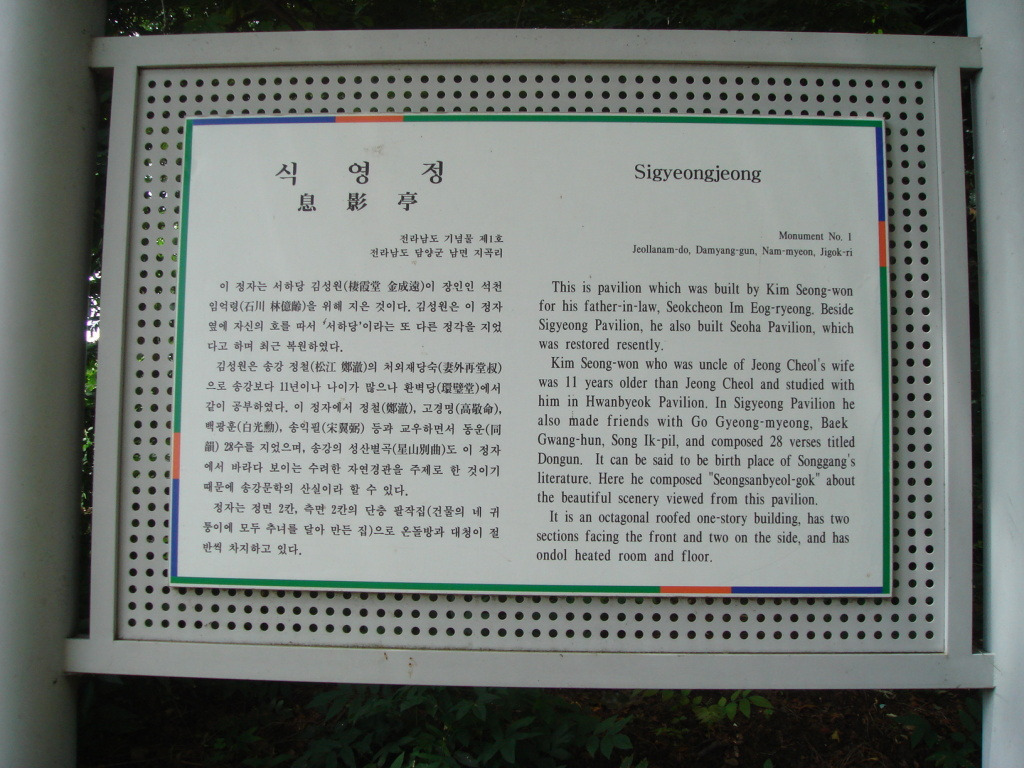 식 영 정
息 影 亭
전라남도 기념물 제1호
전라남도 담양군 남면 지곡리
이 정자는 서하당 김성원(棲霞堂 金成遠)이 장인인 석천
임억령(石川 林億齡)을 위해 지은 것이다. 김성원은 이 정자
옆에 자신의 호를 따서 '서하당'이라는 또 다른 정각을 지었
다고 하며 최근 복원하였다.
김성원은 송강 정철(松江 鄭澈)의 처외재당숙(妻外再堂叔)
으로 송강보다 11년이나 나이가 많으나 환벽당(環璧堂)에서
같이 공부하였다. 이 정자에서 정철(鄭澈), 고경명(高敬命),
백광훈(白光勳), 송익필(宋翼弼) 등과 교우하면서 동운(同
韻) 28수를 지었으며, 송강의 성산별곡(星山別曲)도 이 정자
에서 바라다 보이는 수려한 자연경관을 주제로 한 것이기
때문에 송강문학의 산실이라 할 수 있다.
정자는 정면 2칸, 측면 2칸의 단층 팔작집(건물의 네 귀
퉁이에 모두 추녀를 달아 만든 집)으로 온돌방과 대청이 절
반씩 차지하고 있다.
Sigyeongjeong
Monument No. 1
Jeollanam-do, Damyang-gun, Nam-myeon, Jigok-ri
This is pavilion which was built by Kim Seong-won
for his father-in-law, Seokcheon Im Eog-ryeong. Beside
Sigyeong Pavilion, he also built Seoha Pavilion, which
was restored resently.
Kim Seong-won who was uncle of Jeong Cheol's wife
was 11 years older than Jeong Cheol and studied with
him in Hwanbyeok Pavilion. In Sigyeong Pavilion he
also made friends with Go Gyeong-myeong, Baek
Gwang-hun, Song Ik-pil, and composed 28 verses titled
Dongun. It can be said to be birth place of Songgang's
literature. Here he composed "Seongsanbyeol-gok" about
the beautiful scenery viewed from this pavilion.
It is an octagonal roofed one-story building, has two
sections facing the front and two on the side, and has
ondol heated room and floor.